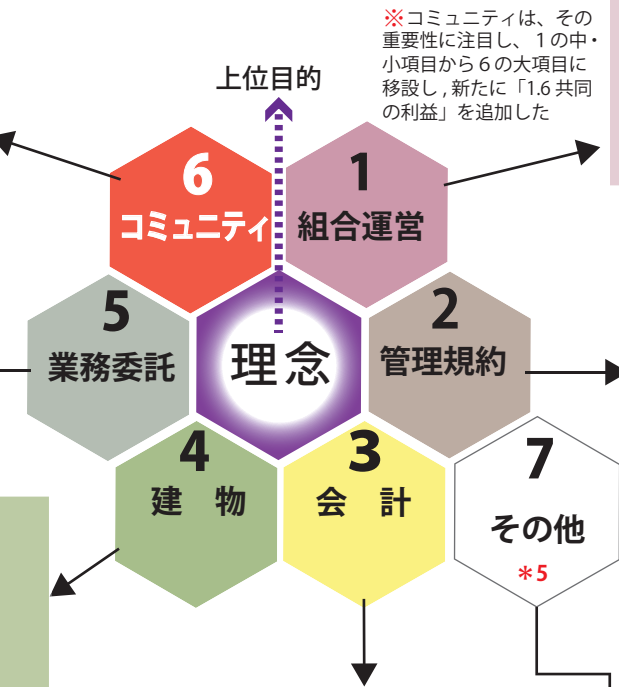 ※コミュニティは、その
重要性に注目し、１の中・
小項目から６の大項目に
移設し,新たに「1.6 共同
の利益」を追加した
上位目的
6
コミュニティ
1
組合運営
5
業務委託
理念
2
管理規約
4
建　物
3
会　計
7
その他
＊5